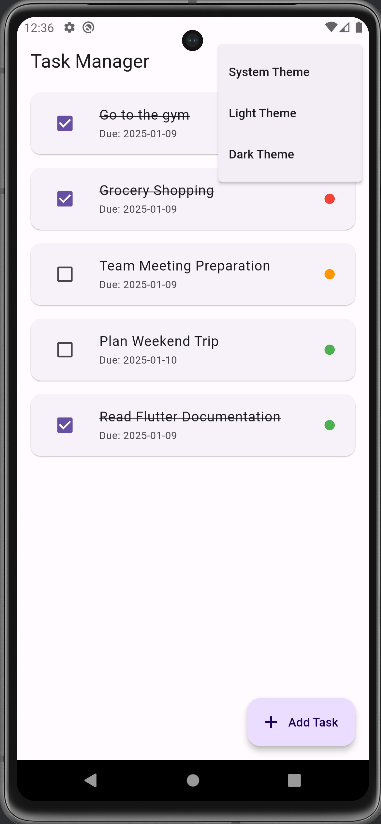 12:36
Task Manager
System Theme
Light Theme
Dark Theme
Go to the gym
Due: 2025-01-09
Grocery Shopping
Due: 2025-01-09
Team Meeting Preparation
Due: 2025-01-09
Plan Weekend Trip
Due: 2025-01-10
Read Flutter Documentation
Due: 2025-01-09
Add Task